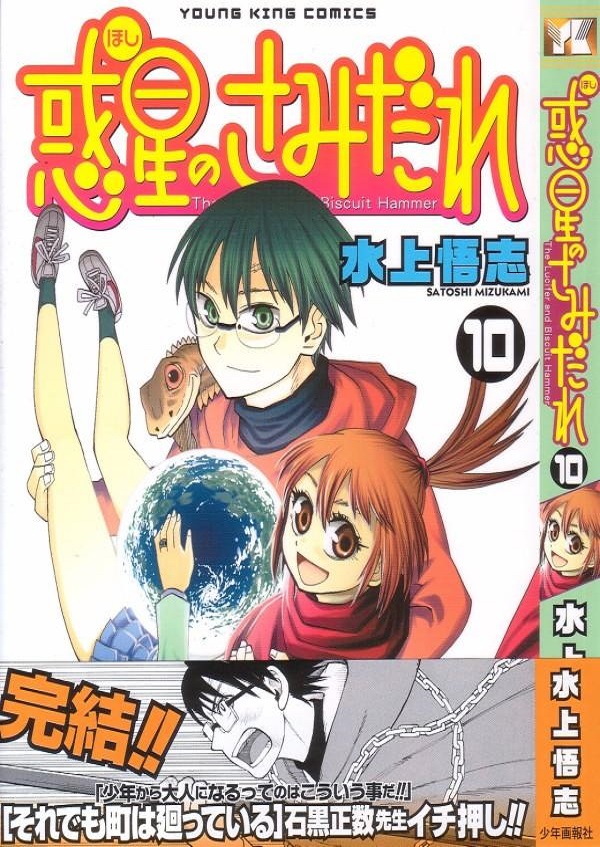 YOUNG KING COMICS
ほし
惑星のさみだれ
The
Biscuit Hammer
水上悟志
SATOSHI MIZUKAMI
10
完結!!
「少年から大人になるってのはこういう事だ!!」
[それでも町は廻っている]石黒正数先生イチ押し!!
YK
ほし
惑星のさみだれ
The Lucifer and Biscuit Hammer
10
水上
水上悟志
少年画報社